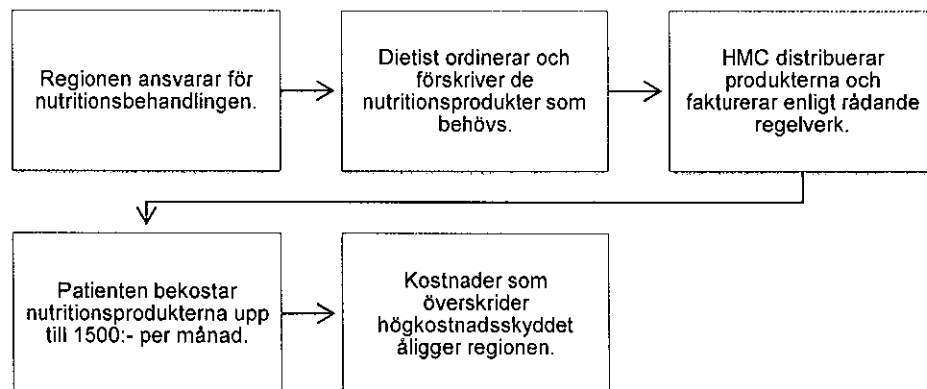 Regionen ansvarar för
nutritionsbehandlingen.
Dietist ordinerar och
förskriver de
nutritionsprodukter som
behövs.
HMC distribuerar
produkterna och
fakturerar enligt rådande
regelverk.
Patienten bekostar
nutritionsprodukterna upp
till 1500:- per månad.
Kostnader som
överskrider
högkostnadsskyddet
åligger regionen.